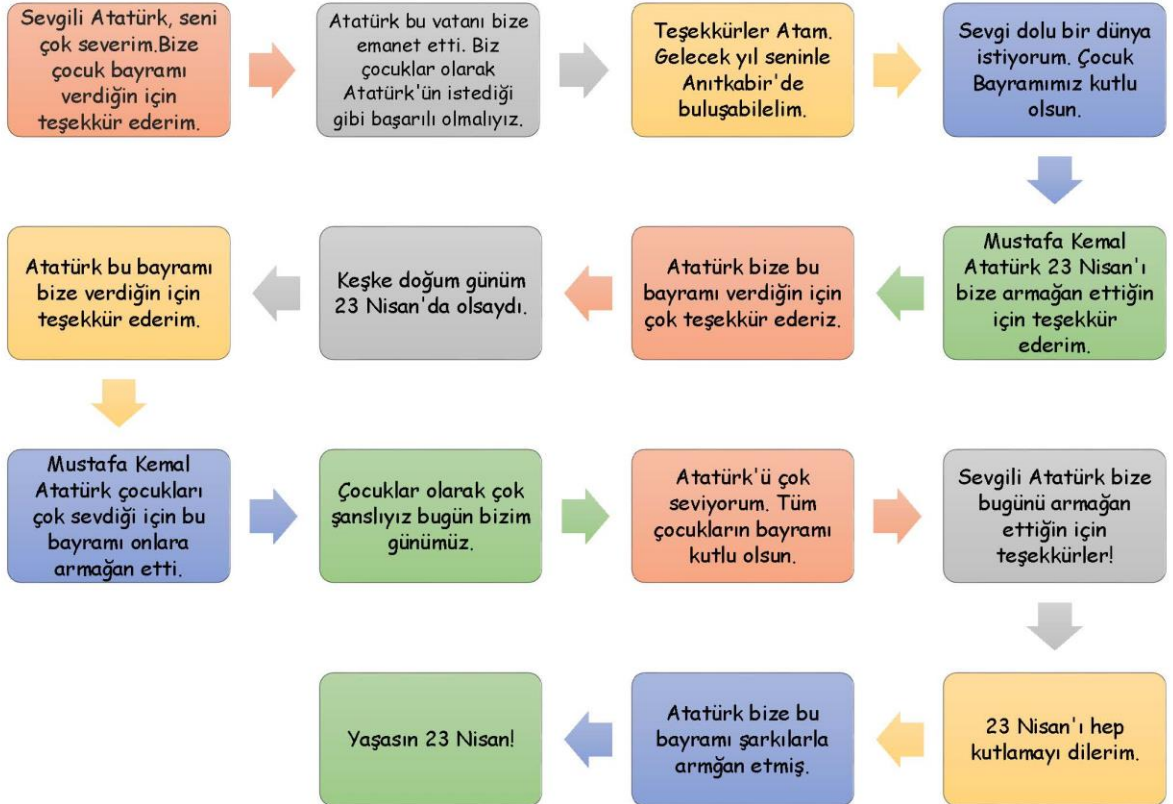 Sevgili Atatürk, seni
çok severim.Bize
çocuk bayramı
verdiğin için
teşekkür ederim.
Atatürk bu vatanı bize
emanet etti. Biz
çocuklar olarak
Atatürk'ün istediği
gibi başarılı olmalıyız.
Teşekkürler Atam.
Gelecek yıl seninle
Anıtkabir'de
buluşabilelim.
Sevgi dolu bir dünya
istiyorum. Çocuk
Bayramımız kutlu
olsun.
Mustafa Kemal
Atatürk 23 Nisan'ı
bize armağan ettiğin
için teşekkür
ederim.
Atatürk bize bu
bayramı verdiğin için
çok teşekkür ederiz.
Keşke doğum günüm
23 Nisan'da olsaydı.
Atatürk bu bayramı
bize verdiğin için
teşekkür ederim.
Mustafa Kemal
Atatürk çocukları
çok sevdiği için bu
bayramı onlara
armağan etti.
Çocuklar olarak çok
şanslıyız bugün bizim
günümüz.
Atatürk'ü çok
seviyorum. Tüm
çocukların bayramı
kutlu olsun.
Sevgili Atatürk bize
bugünü armağan
ettiğin için
teşekkürler!
23 Nisan'ı hep
kutlamayı dilerim.
Atatürk bize bu
bayramı şarkılarla
armğan etmiş.
Yaşasın 23 Nisan!